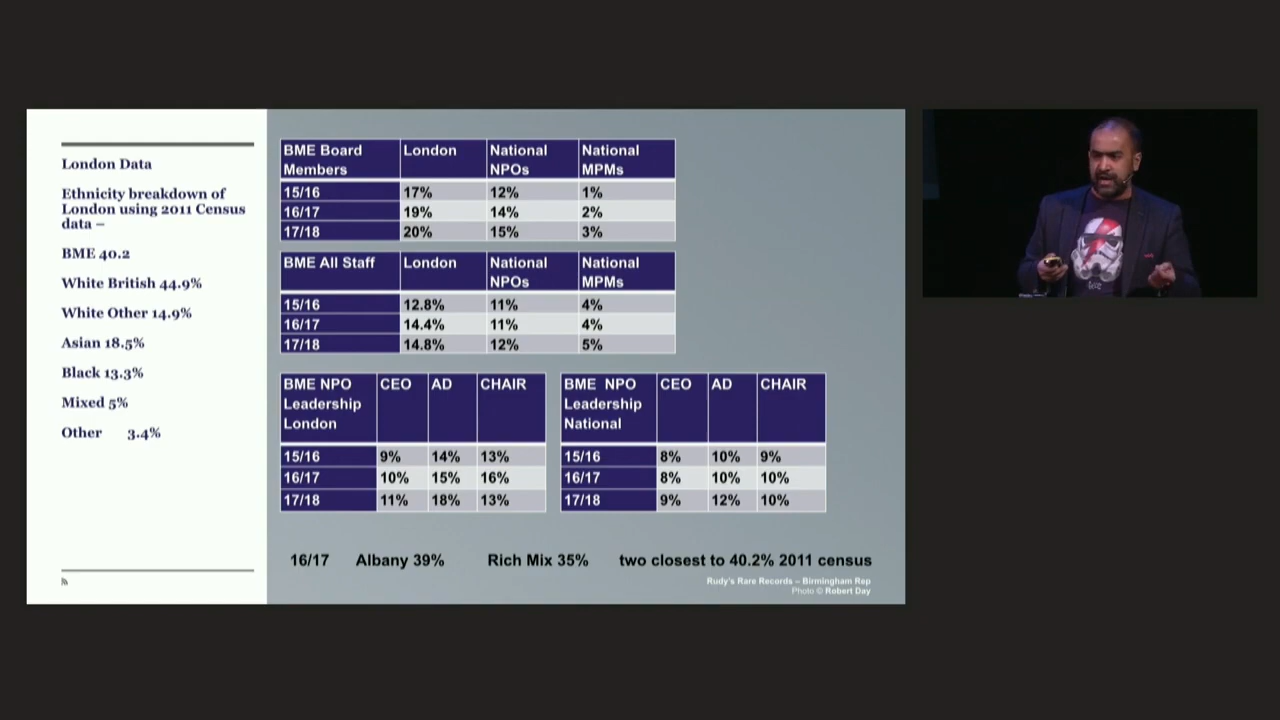 London Data
Ethnicity breakdown of
London using 2011 Census
data –
BME 40.2
White British 44.9%
White Other 14.9%
Asian 18.5%
Black 13.3%
Mixed 5%
Other 3.4%
BME Board London National National
Members NPOs MPMs
15/16 17% 12% 1%
16/17 19% 14% 2%
17/18 20% 15% 3%
BME All Staff London National National
NPOs MPMs
15/16 12.8% 11% 4%
16/17 14.4% 11% 4%
17/18 14.8% 12% 5%
BME NPO CEO AD CHAIR
Leadership
London
15/16 9% 14% 13%
16/17 10% 15% 16%
17/18 11% 18% 13%
BME NPO CEO AD CHAIR
Leadership
National
15/16 8% 10% 9%
16/17 8% 10% 10%
17/18 9% 12% 10%
16/17 Albany 39% Rich Mix 35% two closest to 40.2% 2011 census
Rudy's Rare Records – Birmingham Rep
Photo © Robert Day